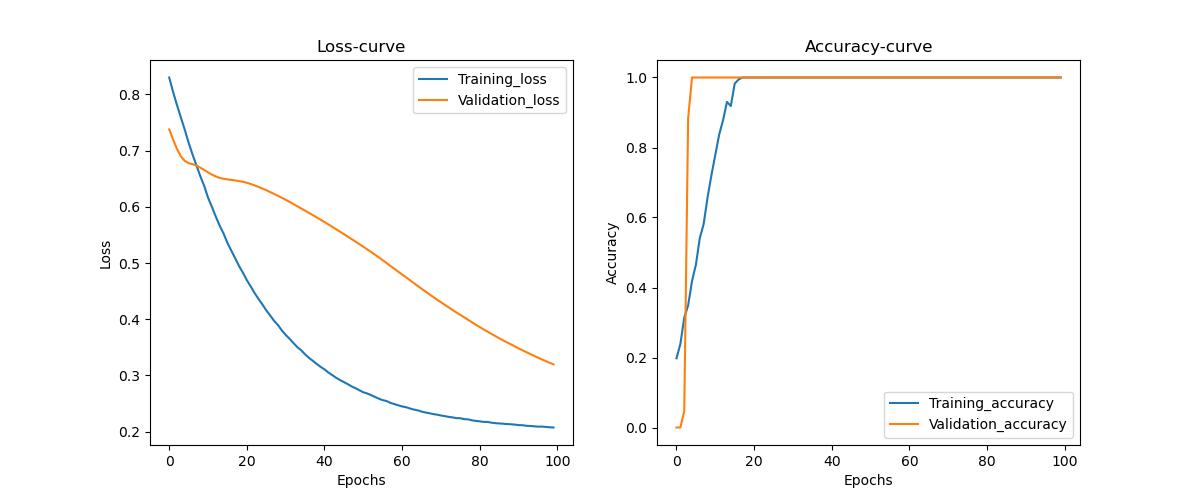 Loss-curve
Training_loss
Validation_loss
0.8
0.7
0.6
0.5
0.4
0.3
0.2
Loss
0
20
40
60
80
100
Epochs
Accuracy-curve
1.0
0.8
0.6
0.4
0.2
0.0
Accuracy
Training_accuracy
Validation_accuracy
0
20
40
60
80
100
Epochs